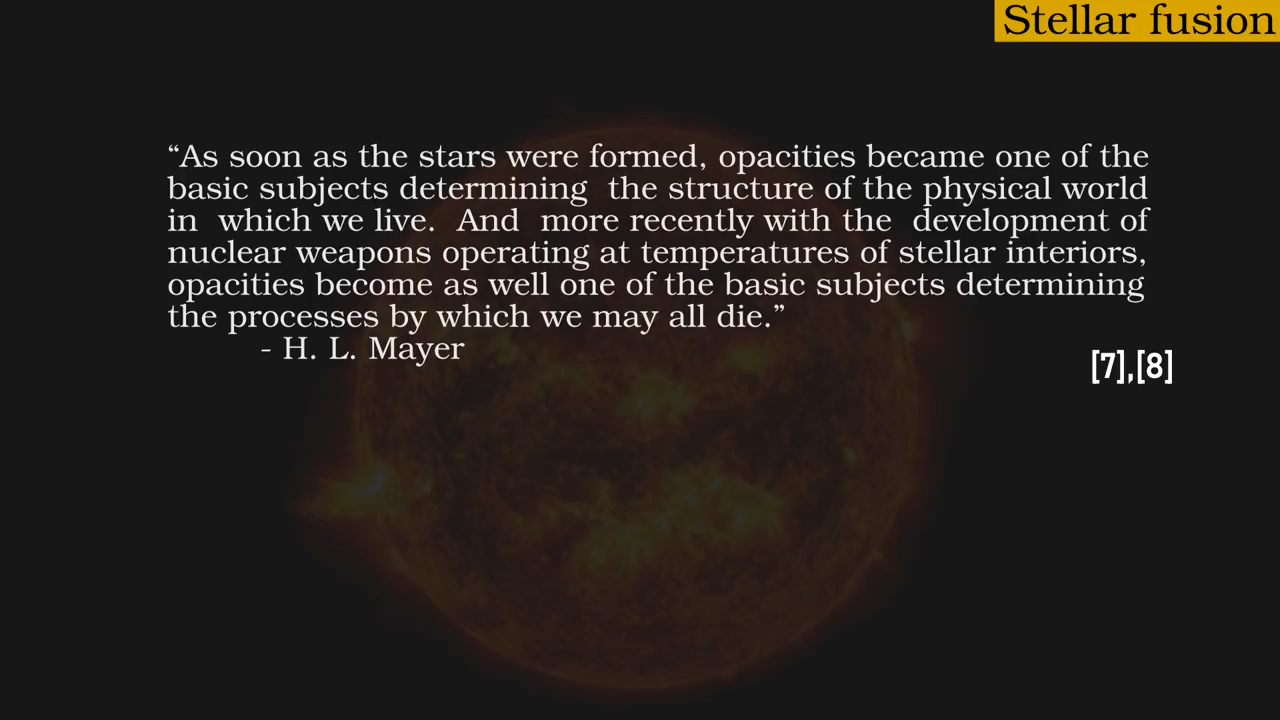 Stellar fusion
“As soon as the stars were formed, opacities became one of the
basic subjects determining  the structure of the physical world
in  which we live.  And  more recently with the  development of
nuclear weapons operating at temperatures of stellar interiors,
opacities become as well one of the basic subjects determining
the processes by which we may all die.”
- H. L. Mayer
[7],[8]